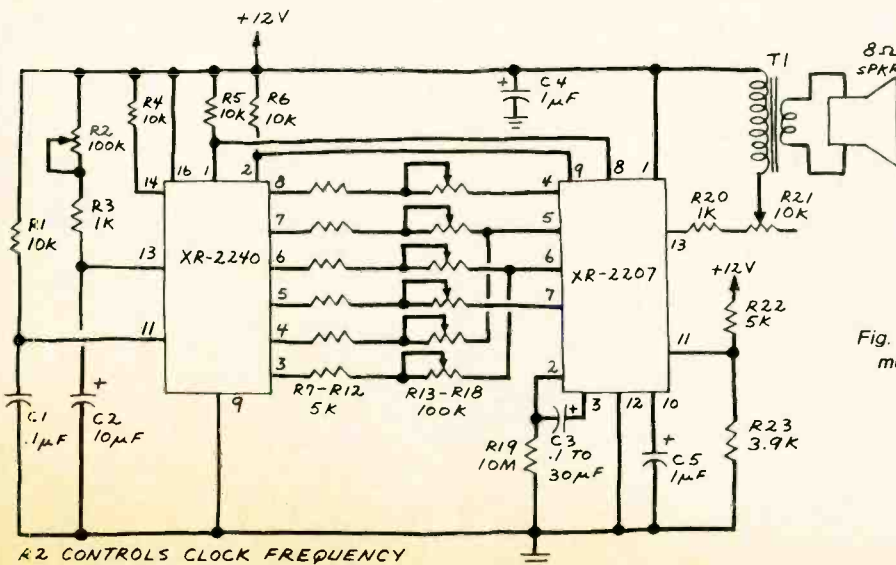 +12V
T1
8Ω
SPKR
R4
10K
16
R5
10K
R6
10K
C4
1µF
R2
100K
1
2
9
8
1
14
8
4
R20
1K
R21
10K
R3
1K
7
5
13
R1
10K
13
XR-2240
6
6
XR-2207
+12V
5
7
R22
5K
11
4
11
Fig.
3
2
R7-R12
5K
R13-R18
100K
3
12
10
C1
.1µF
C2
10µF
9
R19
10M
C3
.1 TO
30µF
C5
1µF
R23
3.9K
R2 CONTROLS CLOCK FREQUENCY